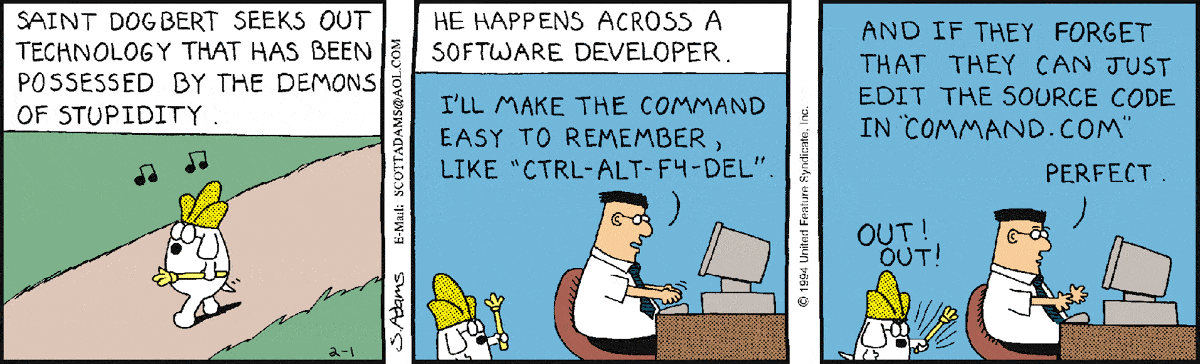 SAINT DOGBERT SEEKS OUT
TECHNOLOGY THAT HAS BEEN
POSSESSED BY THE DEMONS
OF STUPIDITY.
2-1
S.Adams
E-Mail: SCOTTADAMS@AOL.COM
HE HAPPENS ACROSS A
SOFTWARE DEVELOPER.
I'LL MAKE THE COMMAND
EASY TO REMEMBER,
LIKE "CTRL-ALT-F4-DEL".
© 1994 United Feature Syndicate, Inc.
AND IF THEY FORGET
THAT THEY CAN JUST
EDIT THE SOURCE CODE
IN "COMMAND.COM"
PERFECT.
OUT!
OUT!